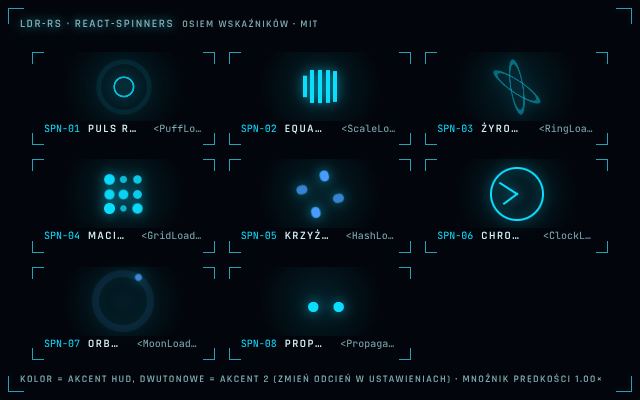 LDR-RS · REACT-SPINNERS OSIEM WSKAŹNIKÓW · MIT
SPN-01 PULS R… <PuffLo…
SPN-02 EQUA… <ScaleLo…
SPN-03 ŻYRO… <RingLoa…
SPN-04 MACI… <GridLoad…
SPN-05 KRZYŻ… <HashLo…
SPN-06 CHRO… <ClockL…
SPN-07 ORB… <MoonLoad…
SPN-08 PROP… <Propaga…
KOLOR = AKCENT HUD, DWUTONOWE = AKCENT 2 (ZMIEŃ ODCIEŃ W USTAWIENIACH) · MNOŻNIK PRĘDKOŚCI 1.00×